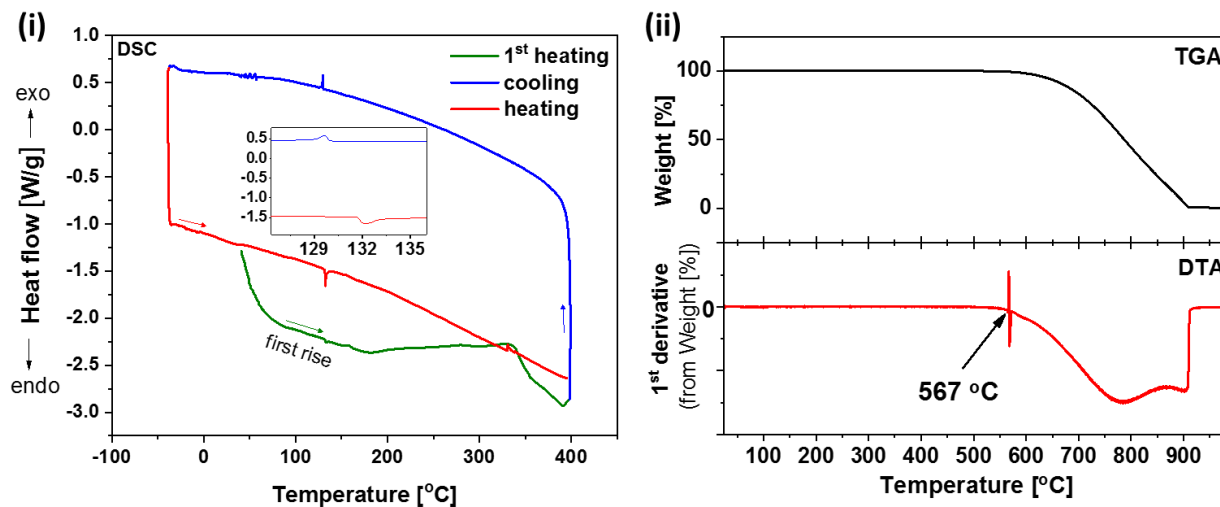 (i)
DSC
1st heating
cooling
heating
exo
Heat flow [W/g]
endo
1.0
0.5
0.0
-0.5
-1.0
-1.5
-2.0
-2.5
-3.0
0.5
0.0
-0.5
-1.0
-1.5
129 132 135
first rise
-100 0 100 200 300 400
Temperature [oC]
(ii)
TGA
Weight [%]
100
50
0
DTA
1st derivative
(from Weight [%])
0
567 oC
100 200 300 400 500 600 700 800 900
Temperature [oC]